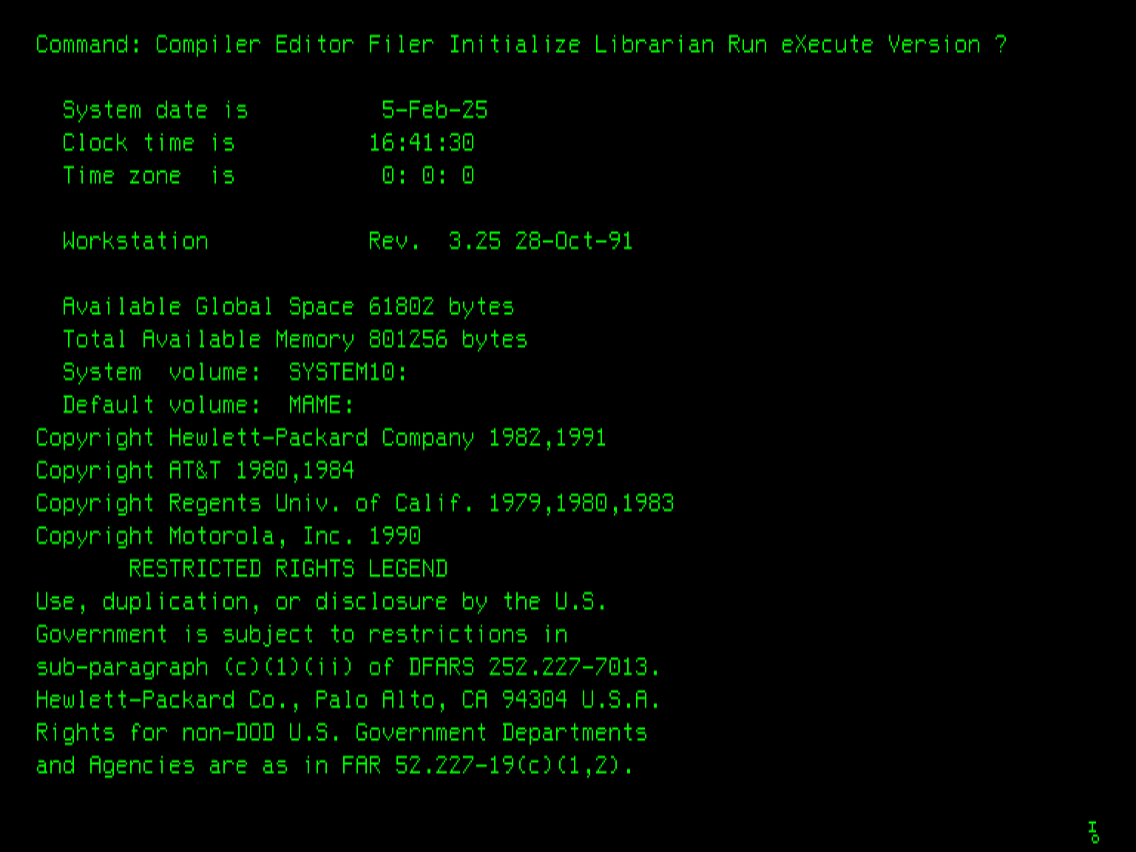 Command: Compiler Editor Filer Initialize Librarian Run eXecute Version ?
System date is 5-Feb-25
Clock time is 16:41:30
Time zone is 0: 0: 0
Workstation Rev. 3.25 28-Oct-91
Available Global Space 61802 bytes
Total Available Memory 801256 bytes
System volume: SYSTEM10:
Default volume: MAME:
Copyright Hewlett-Packard Company 1982,1991
Copyright AT&T 1980,1984
Copyright Regents Univ. of Calif. 1979,1980,1983
Copyright Motorola, Inc. 1990
RESTRICTED RIGHTS LEGEND
Use, duplication, or disclosure by the U.S.
Government is subject to restrictions in
sub-paragraph (c)(1)(ii) of DFARS 252.227-7013.
Hewlett-Packard Co., Palo Alto, CA 94304 U.S.A.
Rights for non-DOD U.S. Government Departments
and Agencies are as in FAR 52.227-19(c)(1,2).